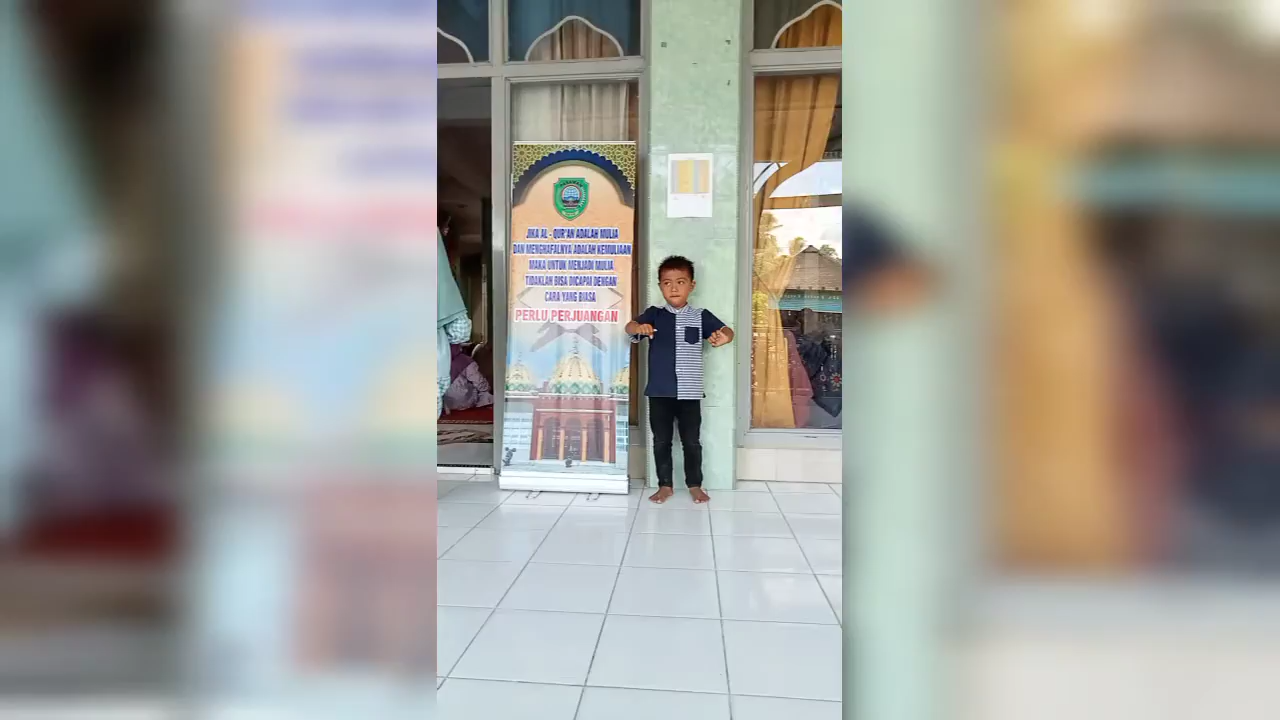 JIKA AL - QUR'AN ADALAH MULIA
DAN MENGHAFALNYA ADALAH KEMULIAAN
MAKA UNTUK MENJADI MULIA
TIDAKLAH BISA DICAPAI DENGAN
CARA YANG BIASA
PERLU PERJUANGAN